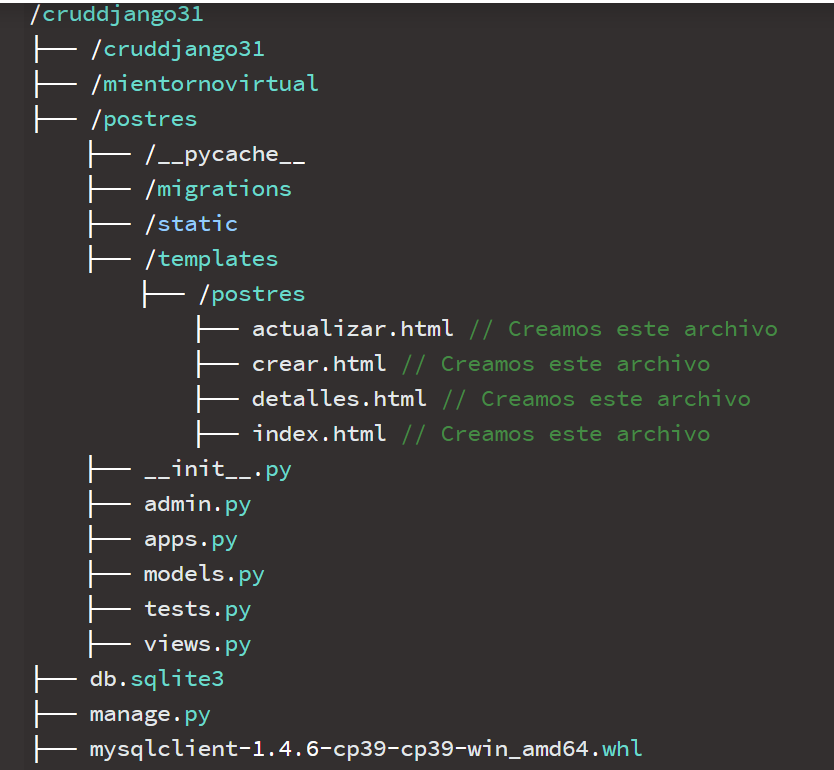 /cruddjango31
├── /cruddjango31
├── /mientornovirtual
├── /postres
    ├── /__pycache__
    ├── /migrations
    ├── /static
    ├── /templates
        ├── /postres
            ├── actualizar.html // Creamos este archivo
            ├── crear.html // Creamos este archivo
            ├── detalles.html // Creamos este archivo
            ├── index.html // Creamos este archivo
    ├── __init__.py
    ├── admin.py
    ├── apps.py
    ├── models.py
    ├── tests.py
    ├── views.py
├── db.sqlite3
├── manage.py
├── mysqlclient-1.4.6-cp39-cp39-win_amd64.whl